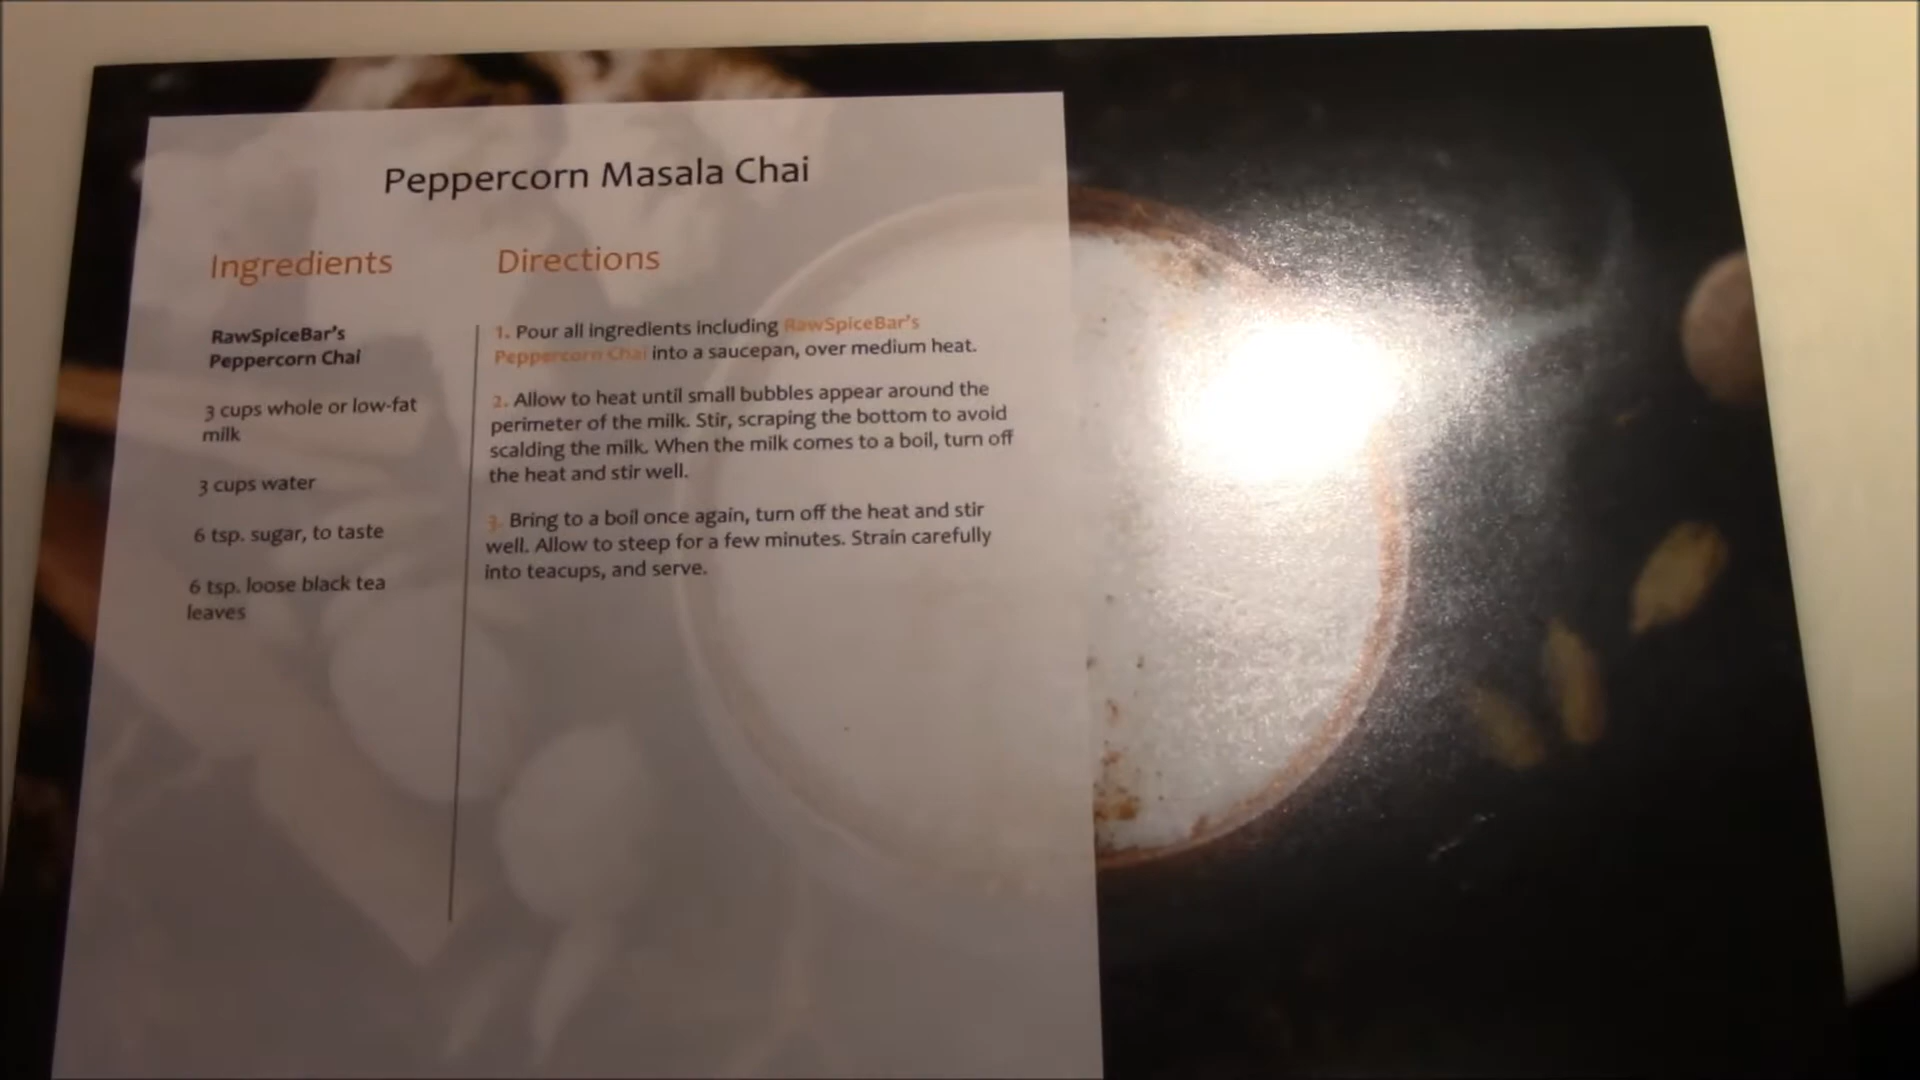 Peppercorn Masala Chai
Ingredients
RawSpiceBar's
Peppercorn Chai
3 cups whole or low-fat
milk
3 cups water
6 tsp. sugar, to taste
6 tsp. loose black tea
leaves
Directions
1. Pour all ingredients including RawSpiceBar's
Peppercorn Chai into a saucepan, over medium heat.
2. Allow to heat until small bubbles appear around the
perimeter of the milk. Stir, scraping the bottom to avoid
scalding the milk. When the milk comes to a boil, turn off
the heat and stir well.
3. Bring to a boil once again, turn off the heat and stir
well. Allow to steep for a few minutes. Strain carefully
into teacups, and serve.